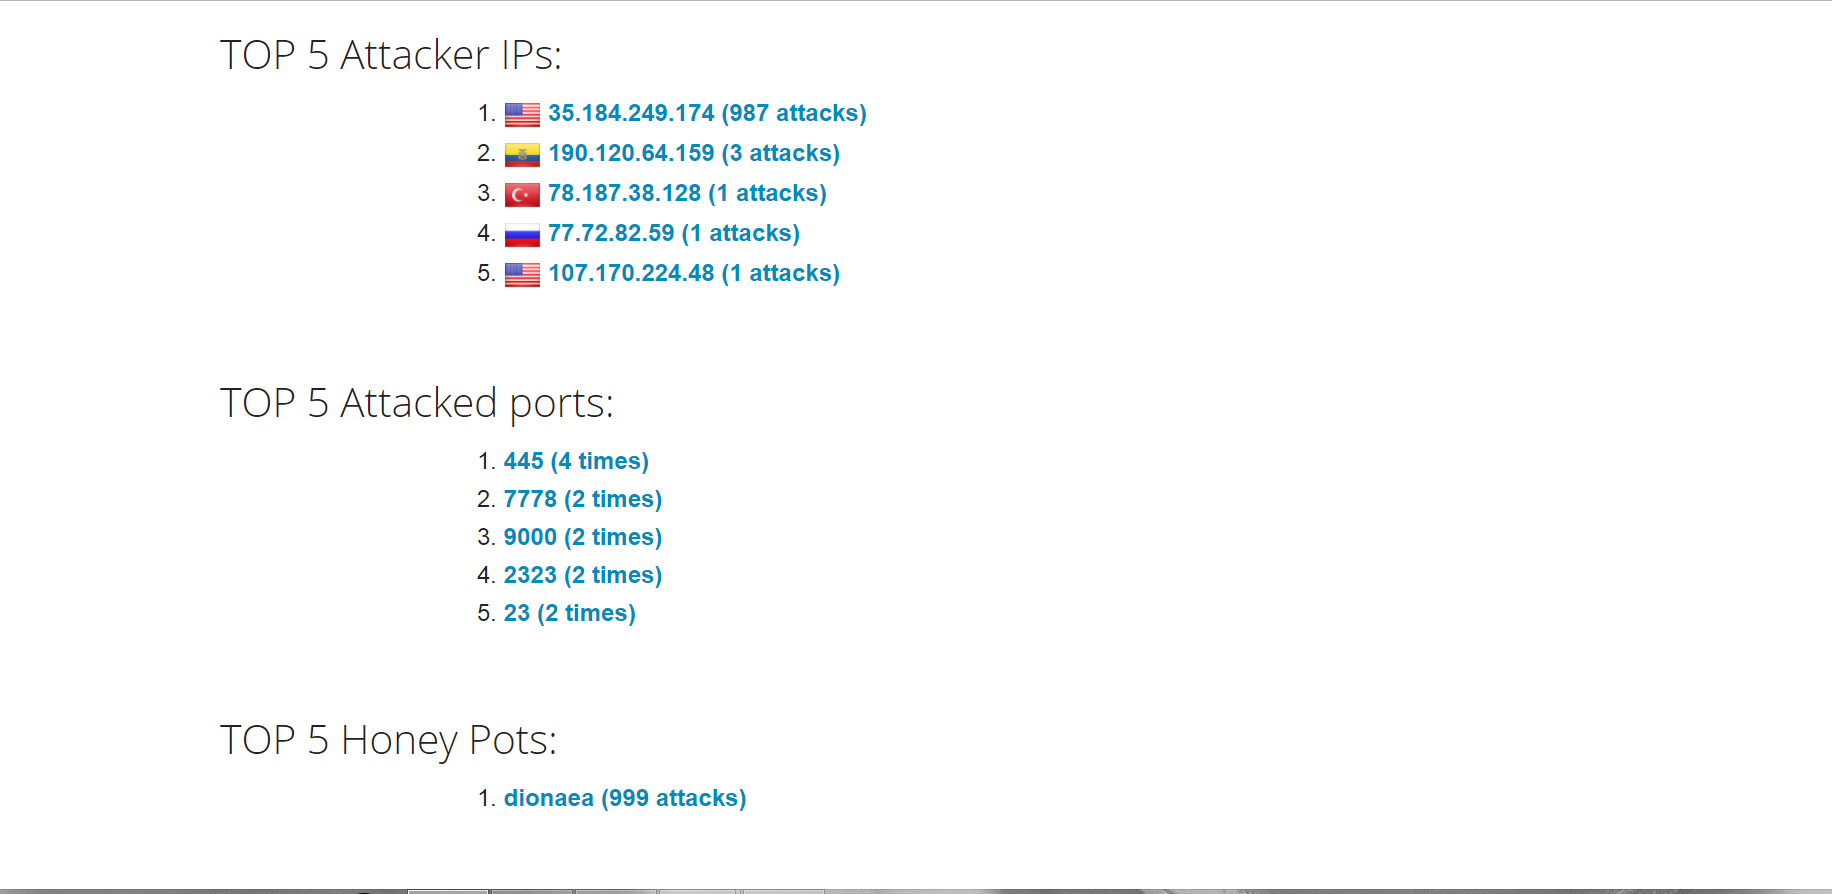 TOP 5 Attacker IPs:
1. 35.184.249.174 (987 attacks)
2. 190.120.64.159 (3 attacks)
3. 78.187.38.128 (1 attacks)
4. 77.72.82.59 (1 attacks)
5. 107.170.224.48 (1 attacks)
TOP 5 Attacked ports:
1. 445 (4 times)
2. 7778 (2 times)
3. 9000 (2 times)
4. 2323 (2 times)
5. 23 (2 times)
TOP 5 Honey Pots:
1. dionaea (999 attacks)